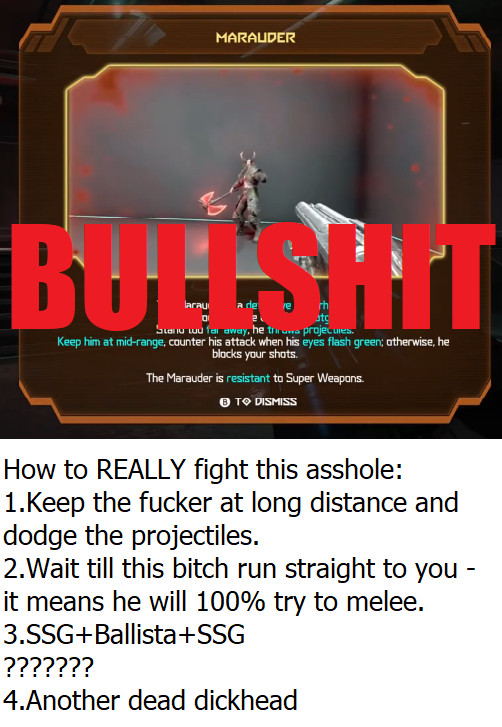 MARAUDER
BULLSHIT
Stand too far away, he throws projectiles.
Keep him at mid-range, counter his attack when his eyes flash green; otherwise, he
blocks your shots.
The Marauder is resistant to Super Weapons.
B TO DISMISS
How to REALLY fight this asshole:
1.Keep the fucker at long distance and
dodge the projectiles.
2.Wait till this bitch run straight to you -
it means he will 100% try to melee.
3.SSG+Ballista+SSG
???????
4.Another dead dickhead